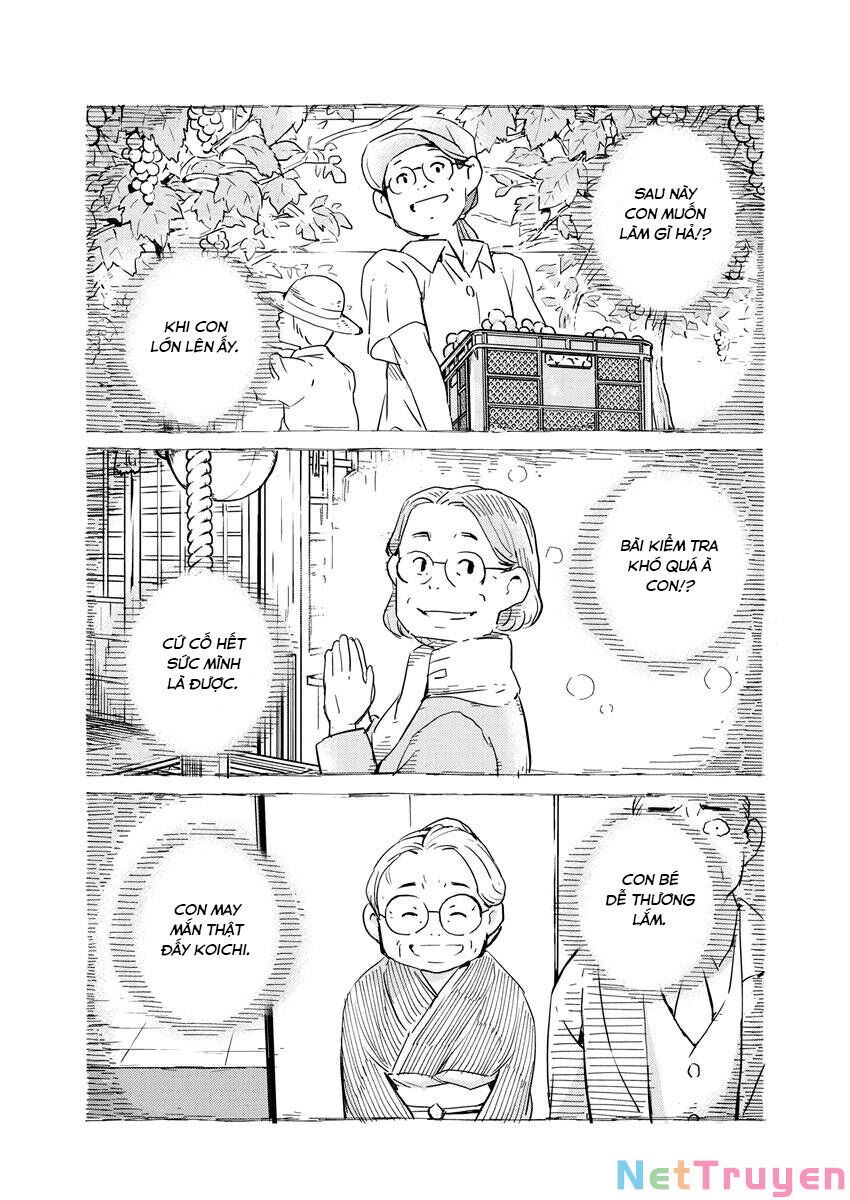 SAU NÀY
CON MUỐN
LÀM GÌ HẢ!?
KHI CON
LỚN LÊN ẤY.
BÀI KIỂM TRA
KHÓ QUÁ À
CON!?
CỨ CỐ HẾT
SỨC MÌNH
LÀ ĐƯỢC.
CON BÉ
DỄ THƯƠNG
LẮM.
CON MAY
MẮN THẬT
ĐẤY KOICHI.
NetTruyen